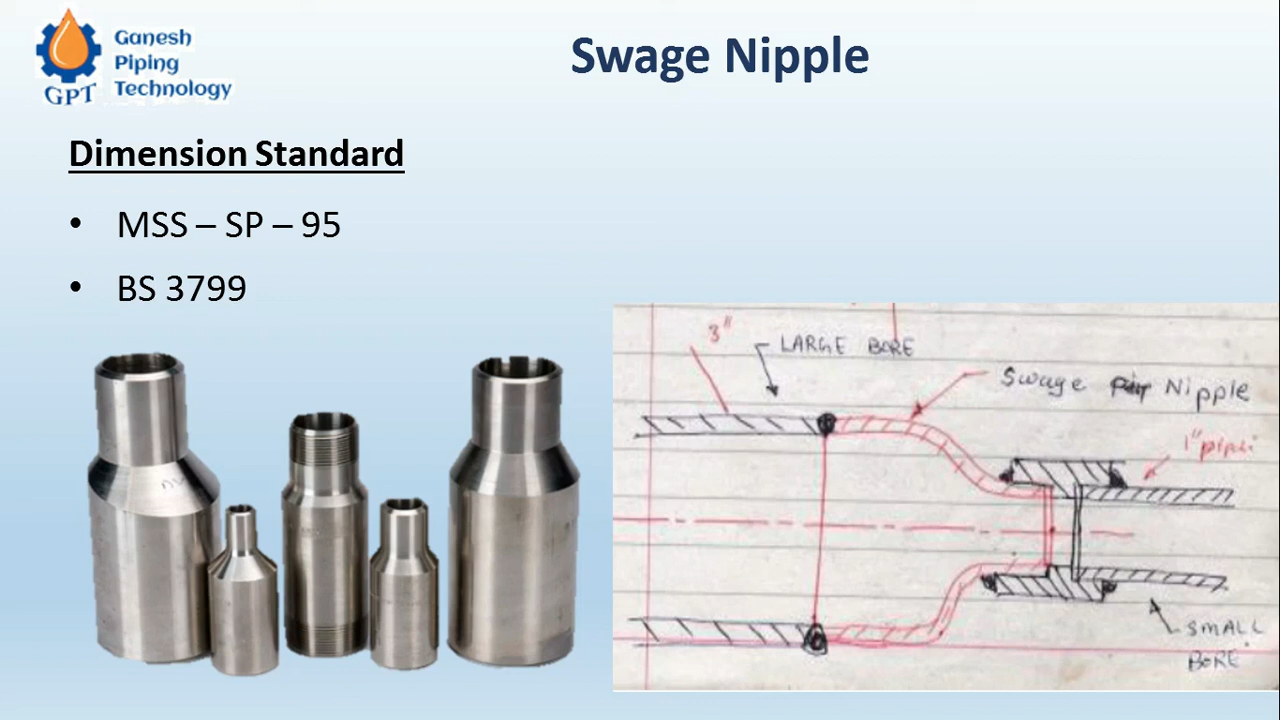 Ganesh
Piping
Technology
GPT
Swage Nipple
Dimension Standard
• MSS – SP – 95
• BS 3799
3"
LARGE BORE
Swage Nipple
1" pipe
SMALL
BORE